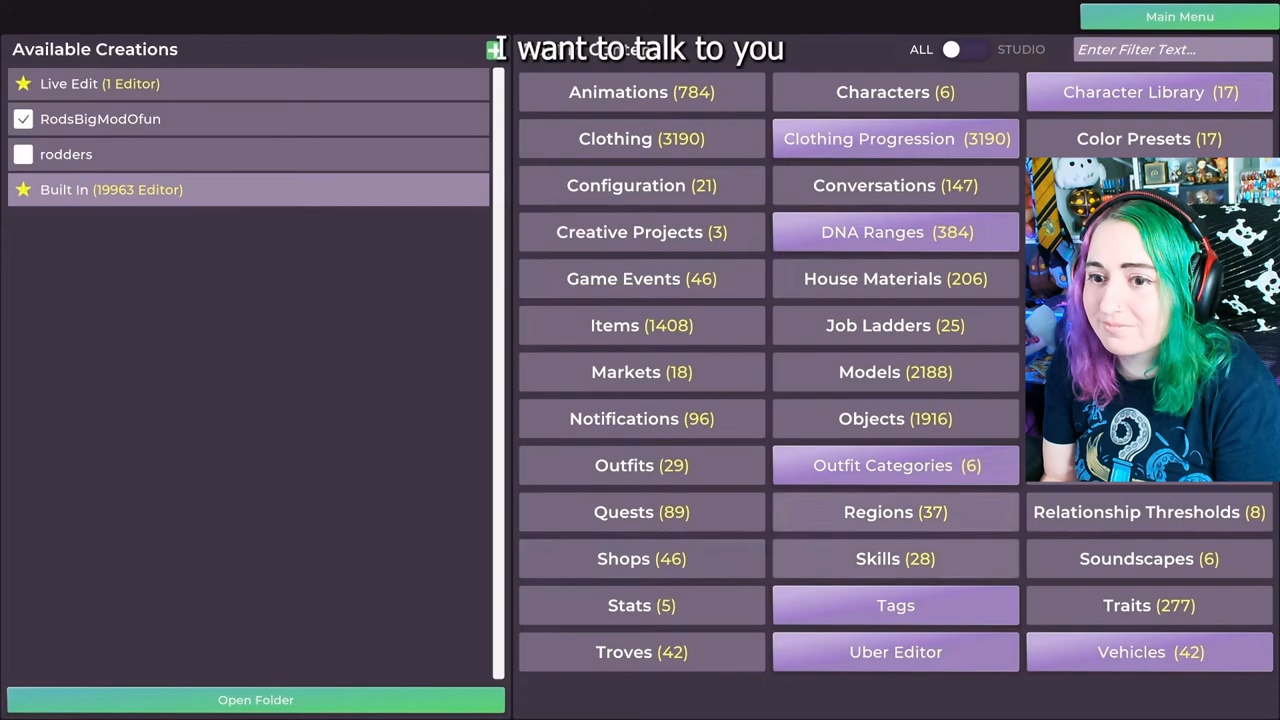 Main Menu
Available Creations
I want to talk to you
ALL
STUDIO
Enter Filter Text...
Live Edit (1 Editor)
RodsBigModOfun
rodders
Built In (19963 Editor)
Animations (784)
Characters (6)
Character Library (17)
Clothing (3190)
Clothing Progression (3190)
Color Presets (17)
Configuration (21)
Conversations (147)
Creative Projects (3)
DNA Ranges (384)
Game Events (46)
House Materials (206)
Items (1408)
Job Ladders (25)
Markets (18)
Models (2188)
Notifications (96)
Objects (1916)
Outfits (29)
Outfit Categories (6)
Quests (89)
Regions (37)
Relationship Thresholds (8)
Shops (46)
Skills (28)
Soundscapes (6)
Stats (5)
Tags
Traits (277)
Troves (42)
Uber Editor
Vehicles (42)
Open Folder